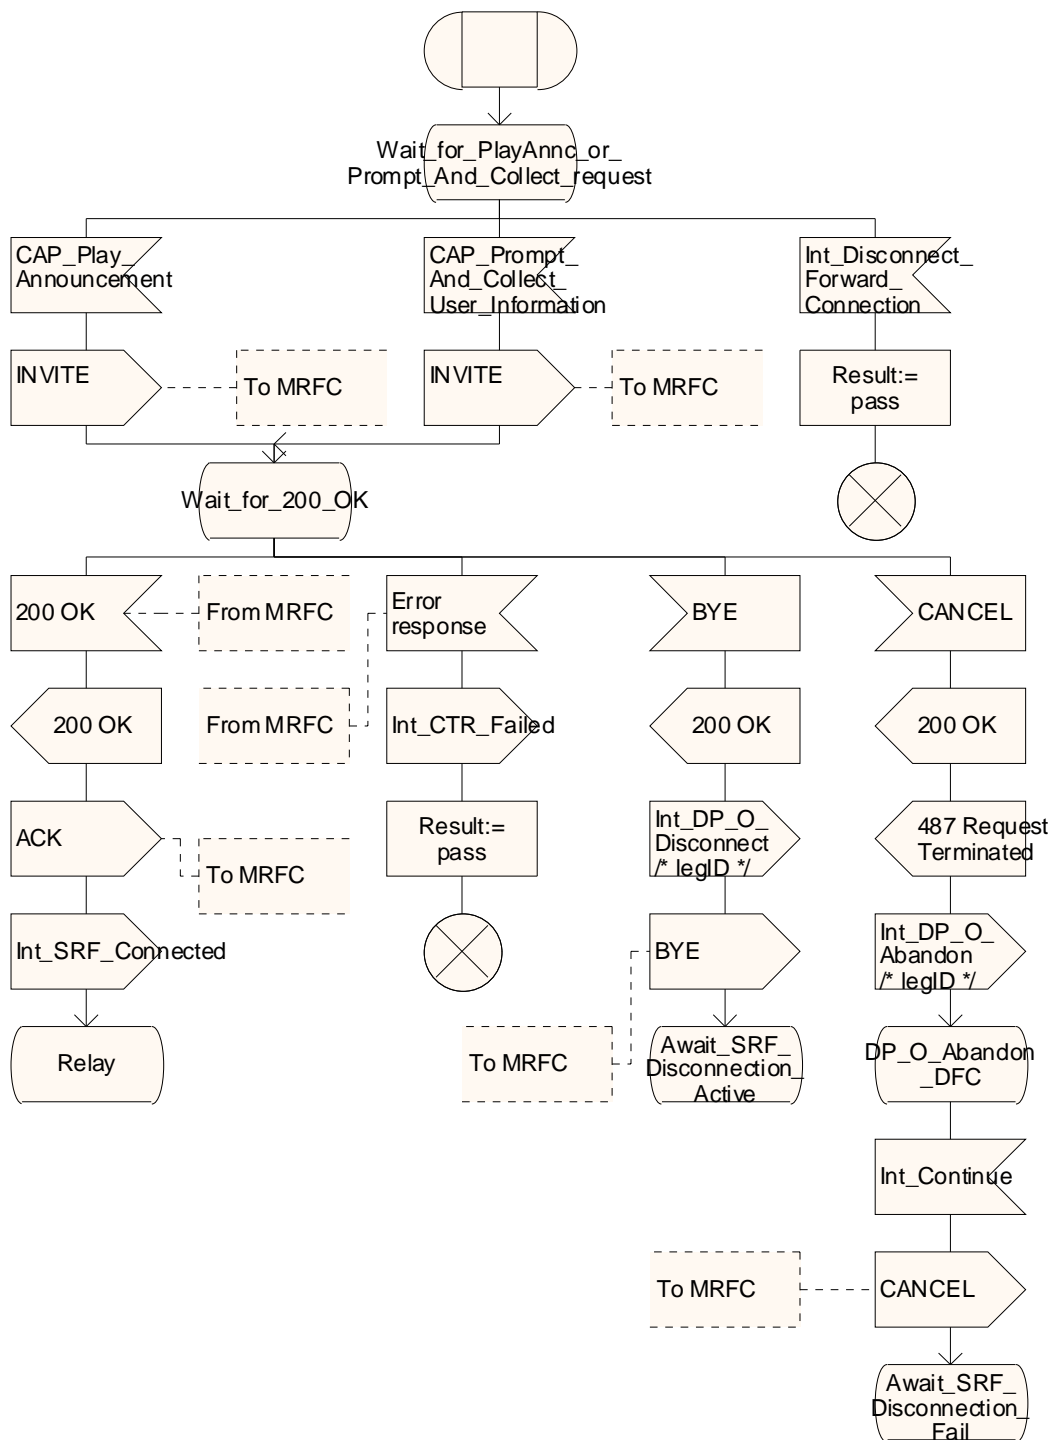 Wait_for_PlayAnnc_or_
Prompt_And_Collect_request
CAP_Play_
Announcement
CAP_Prompt_
And_Collect_
User_Information
Int_Disconnect_
Forward_
Connection
INVITE
To MRFC
INVITE
To MRFC
Result:=
pass
Wait_for_200_OK
200 OK
From MRFC
Error
response
BYE
CANCEL
200 OK
From MRFC
Int_CTR_Failed
200 OK
200 OK
ACK
To MRFC
Result:=
pass
Int_DP_O_
Disconnect
/* legID */
487 Request
Terminated
Int_SRF_Connected
BYE
Int_DP_O_
Abandon
/* legID */
Relay
To MRFC
Await_SRF_
Disconnection_
Active
DP_O_Abandon
_DFC
Int_Continue
To MRFC
CANCEL
Await_SRF_
Disconnection_
Fail